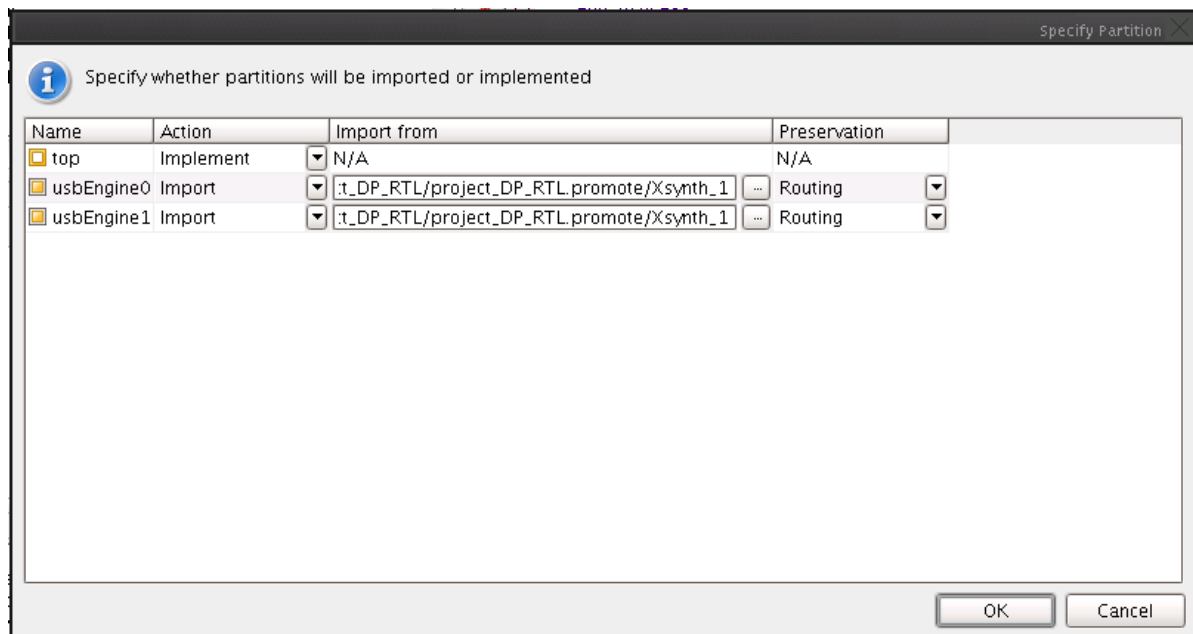 Specify Partition
Specify whether partitions will be imported or implemented
Name Action Import from Preservation
top Implement N/A N/A
usbEngine0 Import :t_DP_RTL/project_DP_RTL.promote/Xsynth_1 ... Routing
usbEngine1 Import :t_DP_RTL/project_DP_RTL.promote/Xsynth_1 ... Routing
OK Cancel